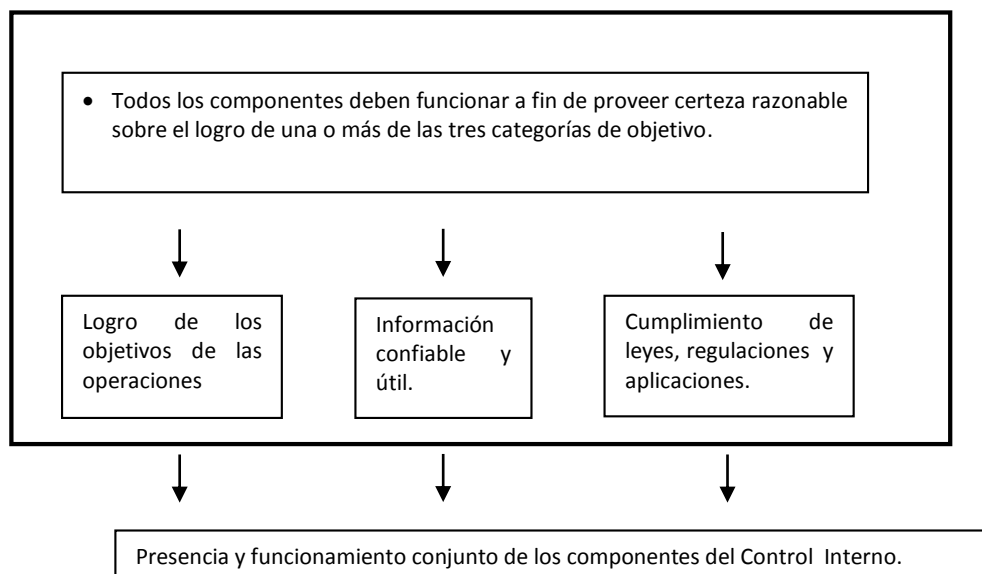 • Todos los componentes deben funcionar a fin de proveer certeza razonable
sobre el logro de una o más de las tres categorías de objetivo.
Logro de los
objetivos de las
operaciones
Información
confiable y
útil.
Cumplimiento de
leyes, regulaciones y
aplicaciones.
Presencia y funcionamiento conjunto de los componentes del Control Interno.